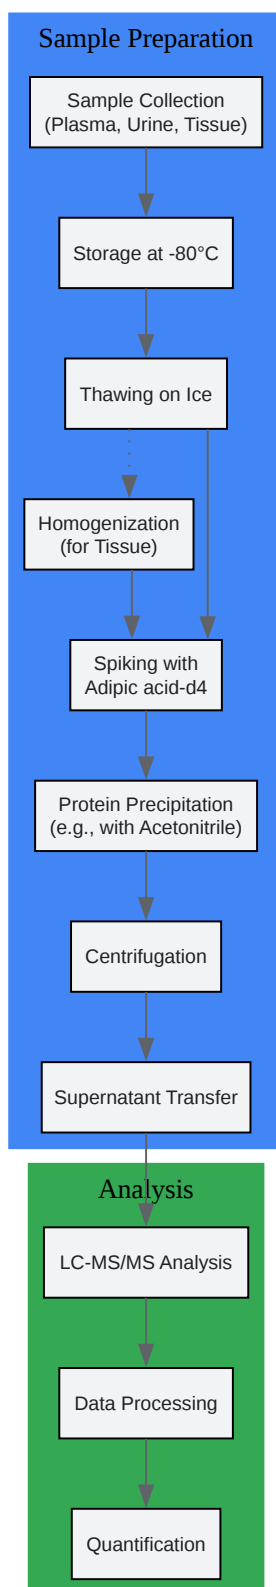 Sample Preparation
Sample Collection
(Plasma, Urine, Tissue)
Storage at -80°C
Thawing on Ice
Homogenization
(for Tissue)
Spiking with
Adipic acid-d4
Protein Precipitation
(e.g., with Acetonitrile)
Centrifugation
Supernatant Transfer
Analysis
LC-MS/MS Analysis
Data Processing
Quantification